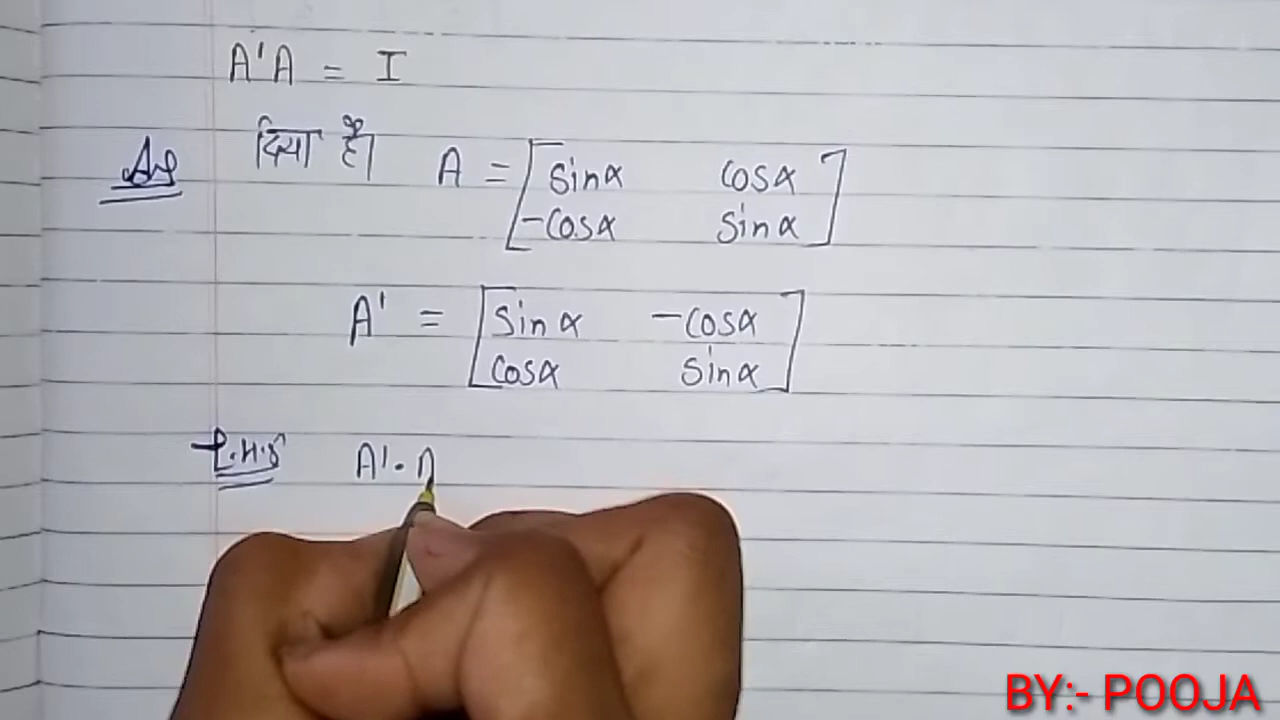 A'A = I
Ans दिया है। A = [sinα cosα
-cosα sinα]
A' = [sinα -cosα
cosα sinα]
L.H.S A'.A
BY:- POOJA